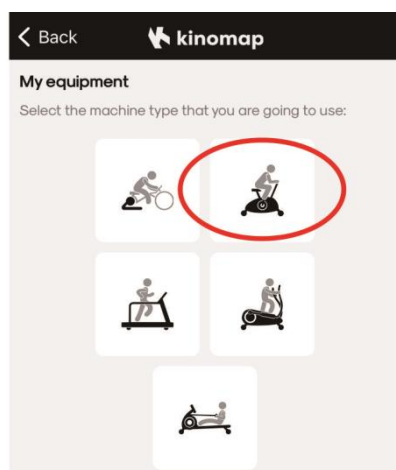 Back
kinomap
My equipment
Select the machine type that you are going to use: